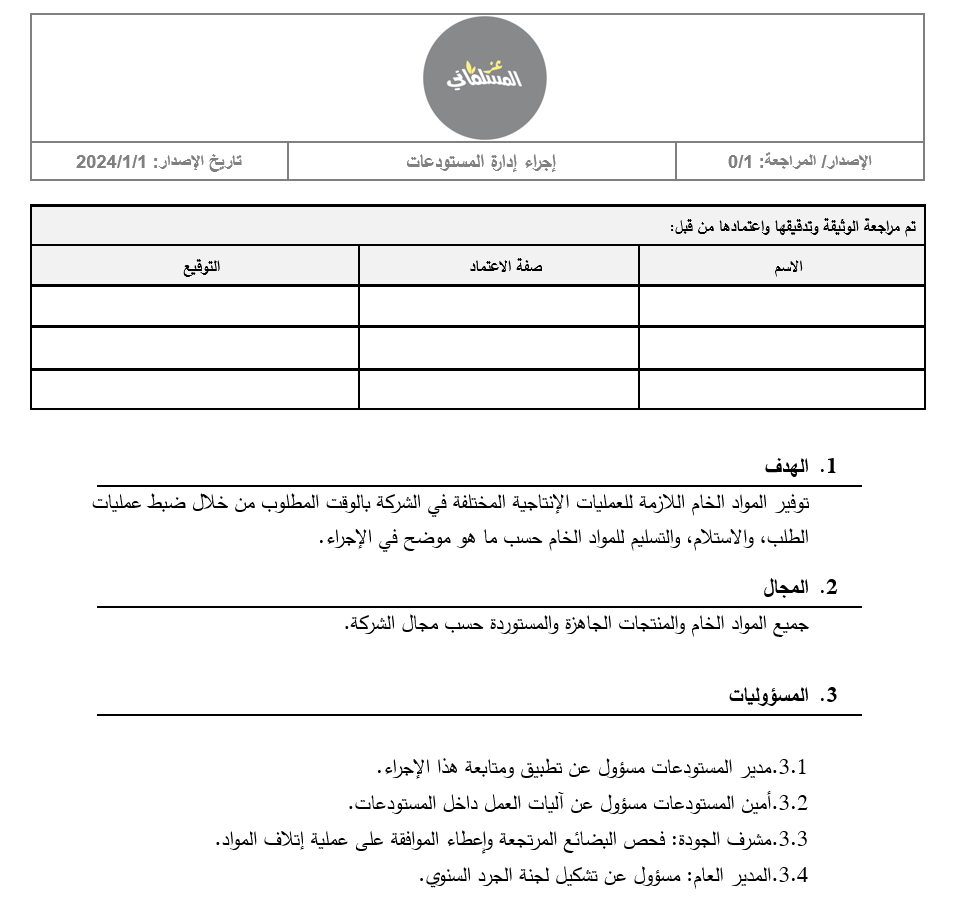 عز
المسلماني
الإصدار/ المراجعة: 0/1
إجراء إدارة المستودعات
تاريخ الإصدار: 2024/1/1
تم مراجعة الوثيقة وتدقيقها واعتمادها من قبل:
الاسم
صفة الاعتماد
التوقيع
1. الهدف
توفير المواد الخام اللازمة للعمليات الإنتاجية المختلفة في الشركة بالوقت المطلوب من خلال ضبط عمليات
الطلب، والاستلام، والتسليم للمواد الخام حسب ما هو موضح في الإجراء.
2. المجال
جميع المواد الخام والمنتجات الجاهزة والمستوردة حسب مجال الشركة.
3. المسؤوليات
3.1.مدير المستودعات مسؤول عن تطبيق ومتابعة هذا الإجراء.
3.2.أمين المستودعات مسؤول عن آليات العمل داخل المستودعات.
3.3.مشرف الجودة: فحص البضائع المرتجعة وإعطاء الموافقة على عملية إتلاف المواد.
3.4.المدير العام: مسؤول عن تشكيل لجنة الجرد السنوي.